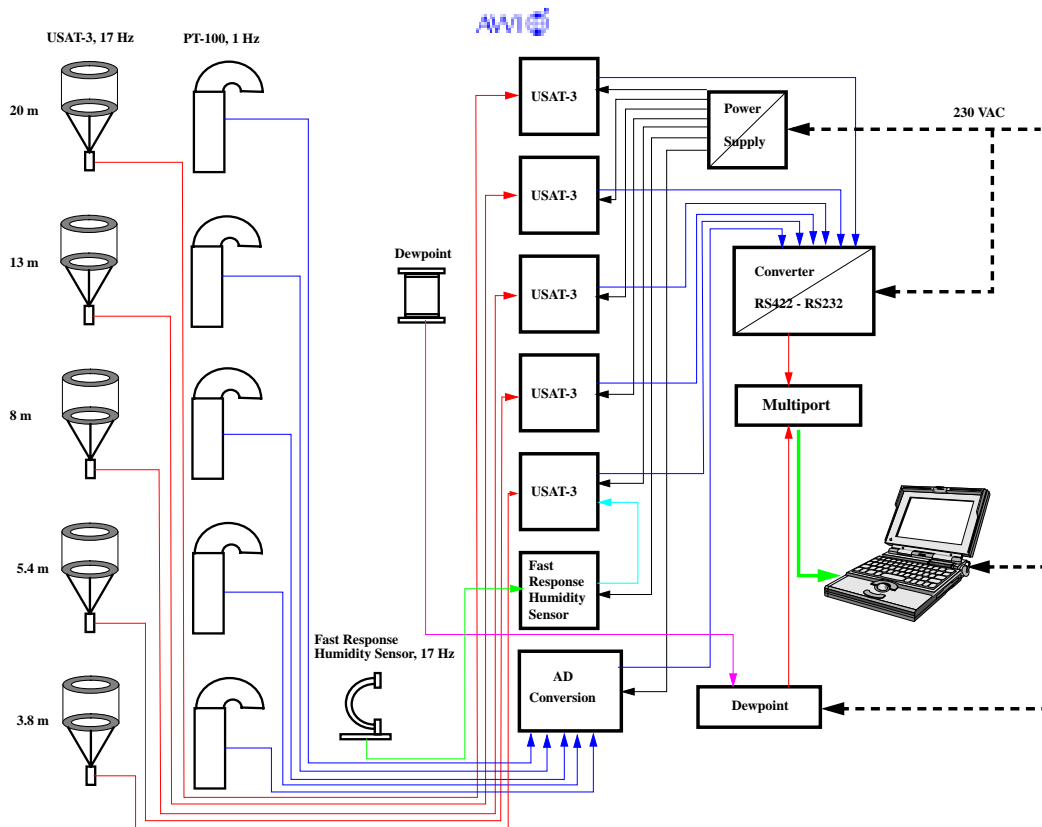 AWI
USAT-3, 17 Hz
PT-100, 1 Hz
20 m
13 m
8 m
5.4 m
3.8 m
Dewpoint
Fast Response
Humidity Sensor, 17 Hz
USAT-3
USAT-3
USAT-3
USAT-3
USAT-3
Fast
Response
Humidity
Sensor
AD
Conversion
Power
Supply
230 VAC
Converter
RS422 - RS232
Multiport
Dewpoint